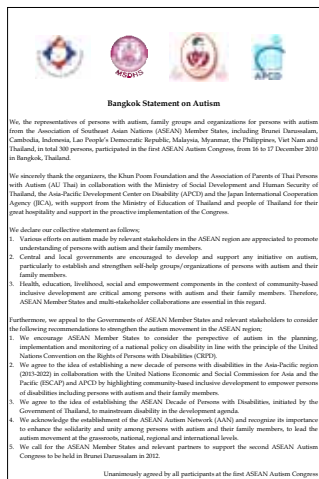 MSDHS
APCD
Bangkok Statement on Autism
We, the representatives of persons with autism, family groups and organizations for persons with autism
from the Association of Southeast Asian Nations (ASEAN) Member States, including Brunei Darussalam,
Cambodia, Indonesia, Lao People's Democratic Republic, Malaysia, Myanmar, the Philippines, Viet Nam and
Thailand, in total 300 persons, participated in the first ASEAN Autism Congress, from 16 to 17 December 2010
in Bangkok, Thailand.
We sincerely thank the organizers, the Khun Poom Foundation and the Association of Parents of Thai Persons
with Autism (AU Thai) in collaboration with the Ministry of Social Development and Human Security of
Thailand, the Asia-Pacific Development Center on Disability (APCD) and the Japan International Cooperation
Agency (JICA), with support from the Ministry of Education of Thailand and people of Thailand for their
great hospitality and support in the proactive implementation of the Congress.
We declare our collective statement as follows;
1. Various efforts on autism made by relevant stakeholders in the ASEAN region are appreciated to promote
understanding of persons with autism and their family members.
2. Central and local governments are encouraged to develop and support any initiative on autism,
particularly to establish and strengthen self-help groups/organizations of persons with autism and their
family members.
3. Health, education, livelihood, social and empowerment components in the context of community-based
inclusive development are critical among persons with autism and their family members. Therefore,
ASEAN Member States and multi-stakeholder collaborations are essential in this regard.
Furthermore, we appeal to the Governments of ASEAN Member States and relevant stakeholders to consider
the following recommendations to strengthen the autism movement in the ASEAN region;
1. We encourage ASEAN Member States to consider the perspective of autism in the planning,
implementation and monitoring of a national policy on disability in line with the principle of the United
Nations Convention on the Rights of Persons with Disabilities (CRPD).
2. We agree to the idea of establishing a new decade of persons with disabilities in the Asia-Pacific region
(2013-2022) in collaboration with the United Nations Economic and Social Commission for Asia and the
Pacific (ESCAP) and APCD by highlighting community-based inclusive development to empower persons
of disabilities including persons with autism and their family members.
3. We agree to the idea of establishing the ASEAN Decade of Persons with Disabilities, initiated by the
Government of Thailand, to mainstream disability in the development agenda.
4. We acknowledge the establishment of the ASEAN Autism Network (AAN) and recognize its importance
to enhance the solidarity and unity among persons with autism and their family members, to lead the
autism movement at the grassroots, national, regional and international levels.
5. We call for the ASEAN Member States and relevant partners to support the second ASEAN Autism
Congress to be held in Brunei Darussalam in 2012.
Unanimously agreed by all participants at the first ASEAN Autism Congress